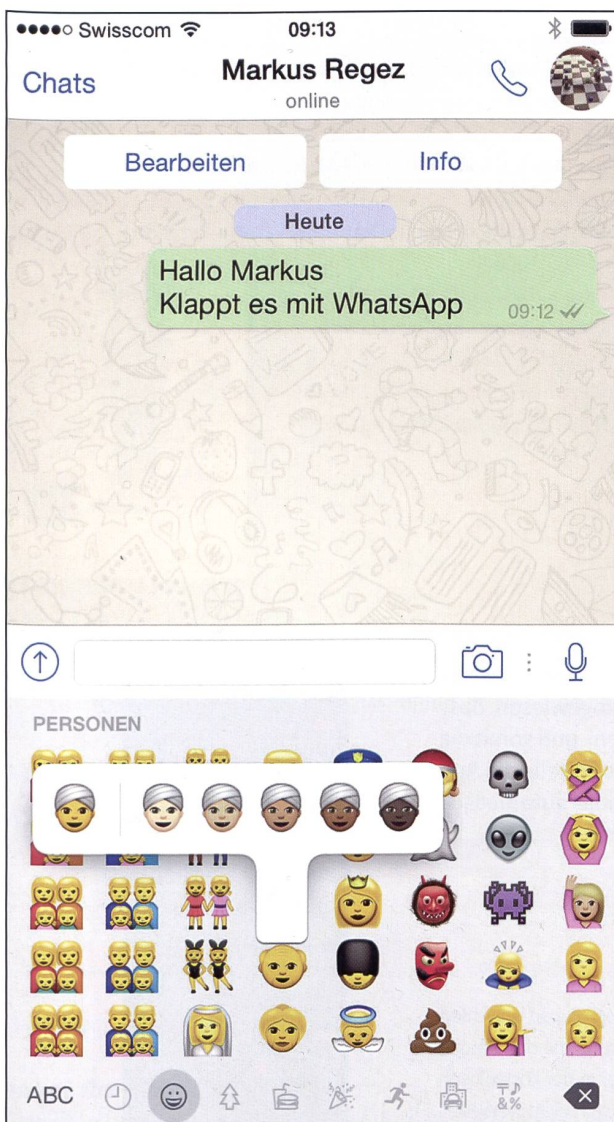 Swisscom 09:13
Chats Markus Regez
online
Bearbeiten Info
Heute
Hallo Markus
Klappt es mit WhatsApp 09:12
PERSONEN
ABC &%